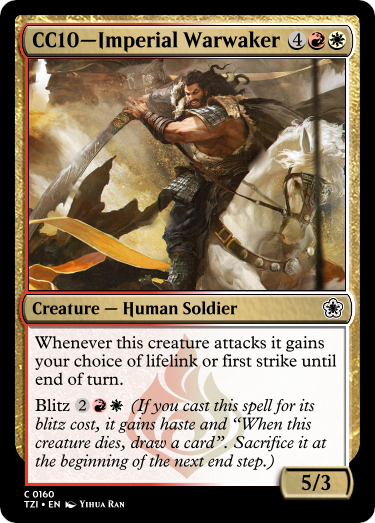 CC10—Imperial Warwaker 4
Creature — Human Soldier
Whenever this creature attacks it gains
your choice of lifelink or first strike until
end of turn.
Blitz 2 (If you cast this spell for its
blitz cost, it gains haste and “When this
creature dies, draw a card”. Sacrifice it at
the beginning of the next end step.)
5/3
C 0160
TZI • EN Yihua Ran